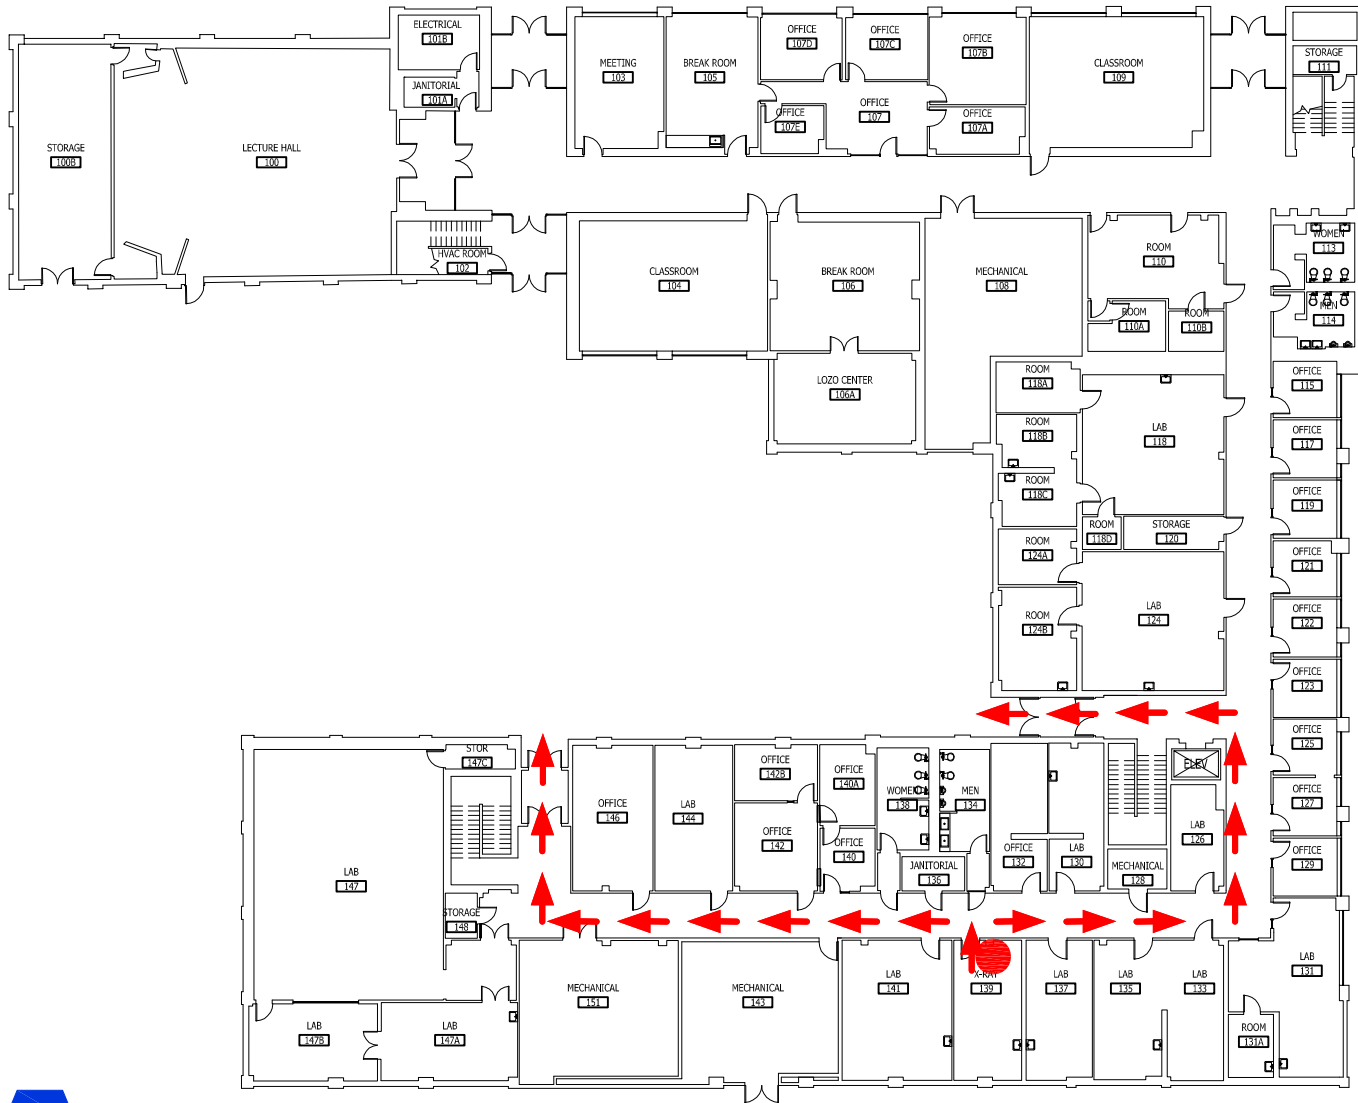 ELECTRICAL
101B
JANITORIAL
101A
STORAGE
100B
LECTURE HALL
100
HVAC ROOM
102
MEETING
103
BREAK ROOM
105
OFFICE
107D
OFFICE
107C
OFFICE
107B
OFFICE
107E
OFFICE
107
OFFICE
107A
CLASSROOM
109
STORAGE
111
CLASSROOM
104
BREAK ROOM
106
LOZO CENTER
106A
MECHANICAL
108
ROOM
110
ROOM
110A
ROOM
110B
WOMEN
113
MEN
114
ROOM
118A
ROOM
118B
ROOM
118C
LAB
118
ROOM
118D
STORAGE
120
ROOM
124A
ROOM
124B
LAB
124
OFFICE
115
OFFICE
117
OFFICE
119
OFFICE
121
OFFICE
122
OFFICE
123
OFFICE
125
OFFICE
127
OFFICE
129
STOR
147C
LAB
147
STORAGE
148
OFFICE
146
LAB
144
OFFICE
142B
OFFICE
142
OFFICE
140A
OFFICE
140
WOMEN
138
MEN
134
JANITORIAL
136
OFFICE
132
LAB
130
MECHANICAL
128
ELEV
LAB
126
LAB
147B
LAB
147A
MECHANICAL
151
MECHANICAL
143
LAB
141
X-RAY
139
LAB
137
LAB
135
LAB
133
LAB
131
ROOM
131A